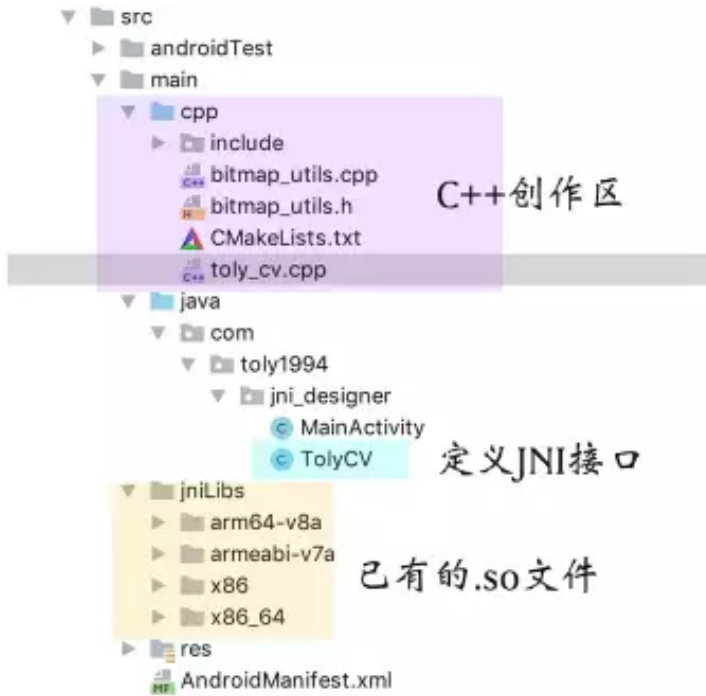 src
androidTest
main
cpp
include
bitmap_utils.cpp
C++创作区
bitmap_utils.h
CMakeLists.txt
toly_cv.cpp
java
com
toly1994
jni_designer
MainActivity
TolyCV
定义JNI接口
jniLibs
arm64-v8a
armeabi-v7a
已有的.so文件
x86
x86_64
res
AndroidManifest.xml